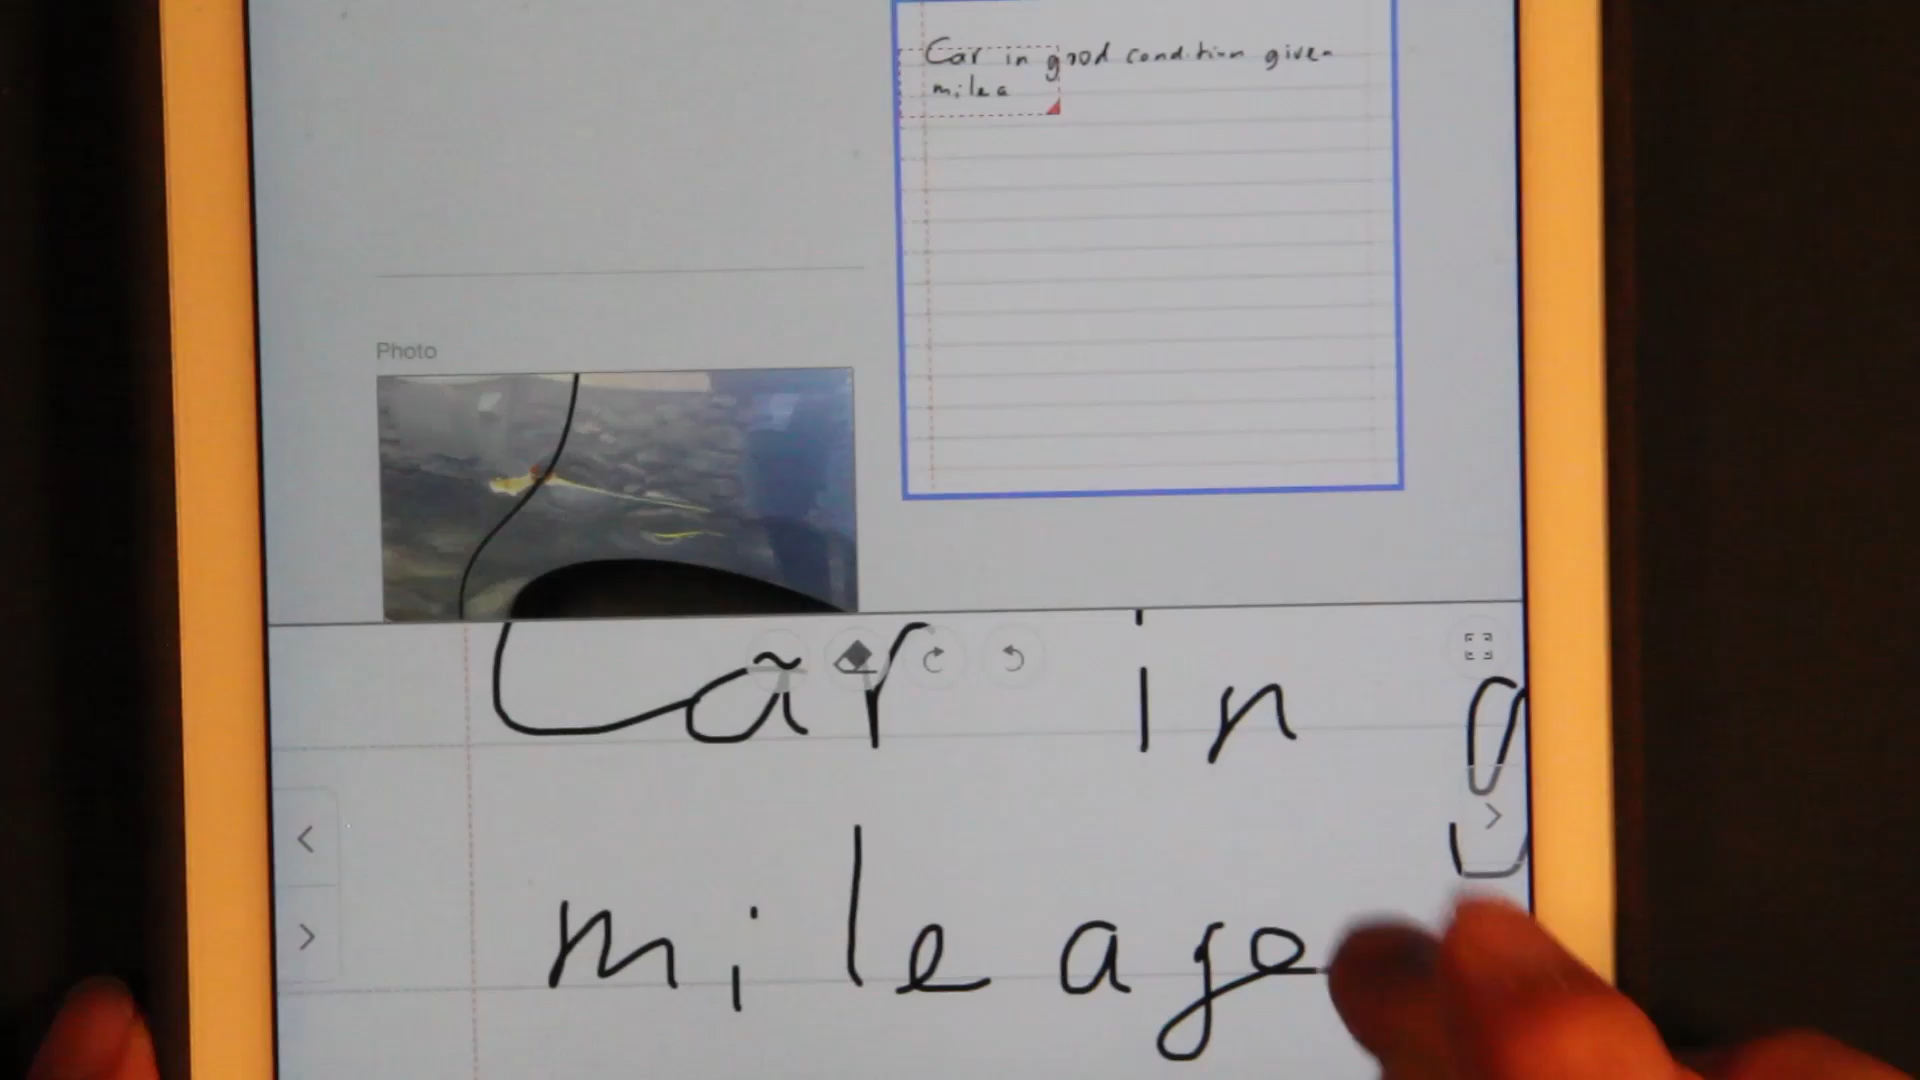 Car in good condition given
milea
Photo
Car in g
mileage